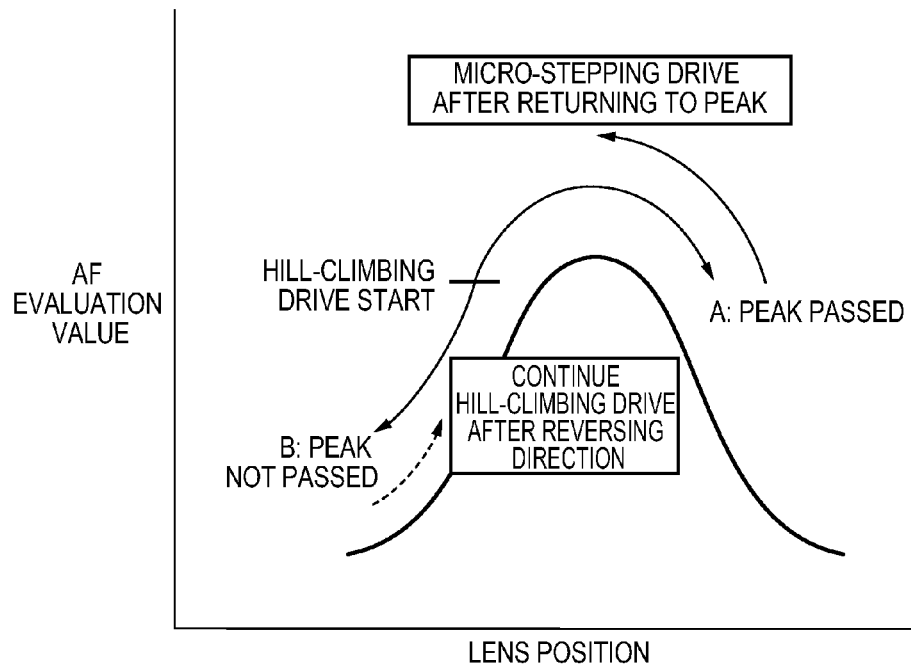 MICRO-STEPPING DRIVE
AFTER RETURNING TO PEAK
HILL-CLIMBING
DRIVE START
AF
EVALUATION
VALUE
A: PEAK PASSED
CONTINUE
HILL-CLIMBING DRIVE
AFTER REVERSING
DIRECTION
B: PEAK
NOT PASSED
LENS POSITION